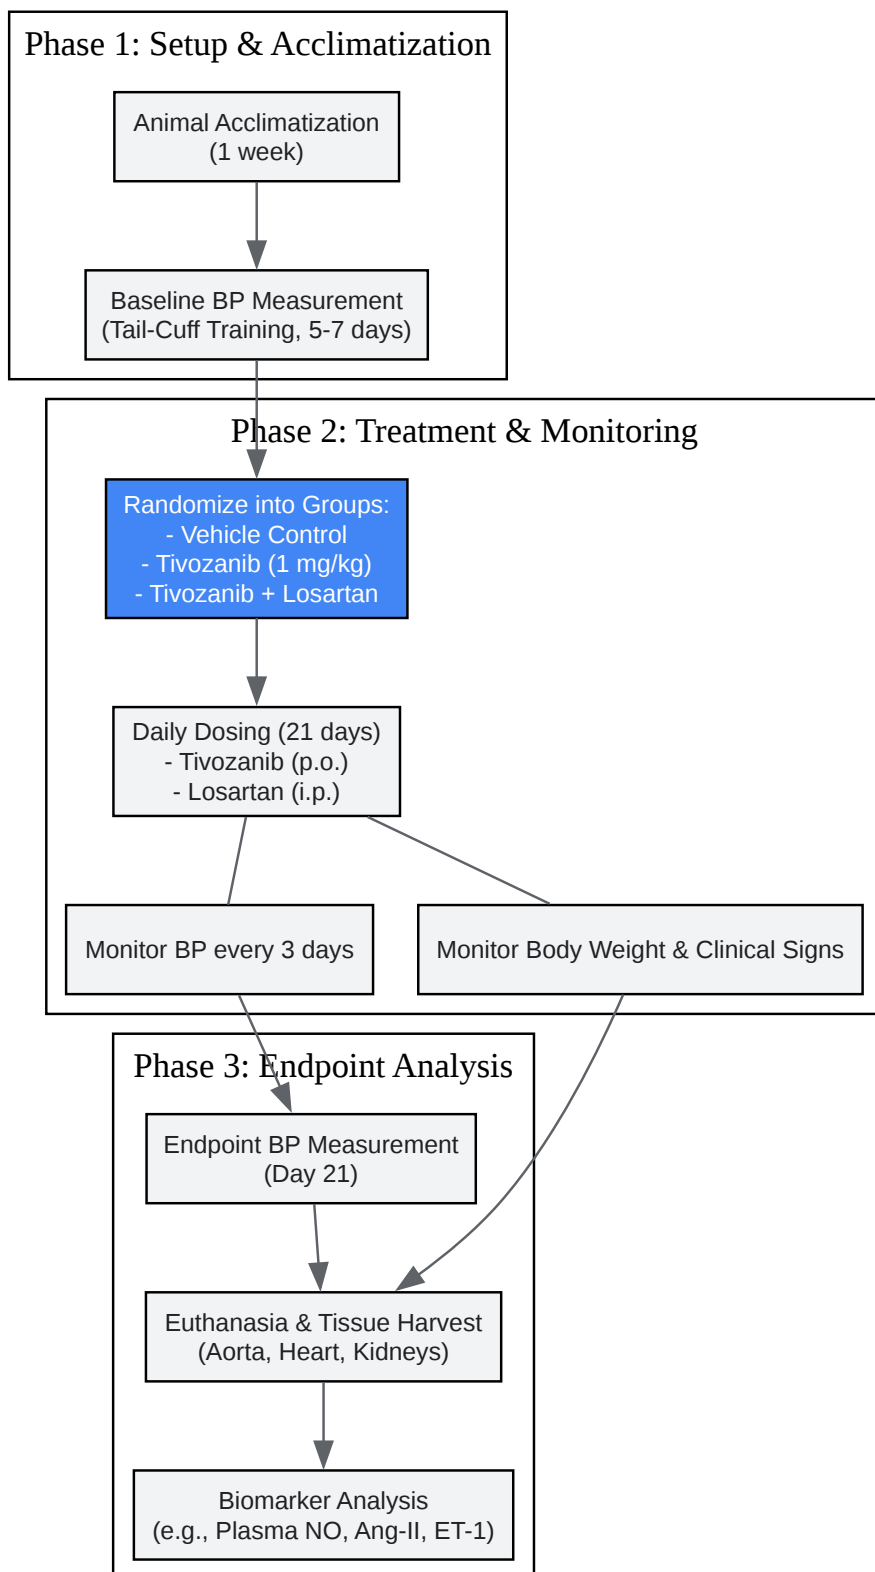 Phase 1: Setup & Acclimatization
Animal Acclimatization
(1 week)
Baseline BP Measurement
(Tail-Cuff Training, 5-7 days)
Phase 2: Treatment & Monitoring
Randomize into Groups:
- Vehicle Control
- Tivozanib (1 mg/kg)
- Tivozanib + Losartan
Daily Dosing (21 days)
- Tivozanib (p.o.)
- Losartan (i.p.)
Monitor BP every 3 days
Monitor Body Weight & Clinical Signs
Phase 3: Endpoint Analysis
Endpoint BP Measurement
(Day 21)
Euthanasia & Tissue Harvest
(Aorta, Heart, Kidneys)
Biomarker Analysis
(e.g., Plasma NO, Ang-II, ET-1)